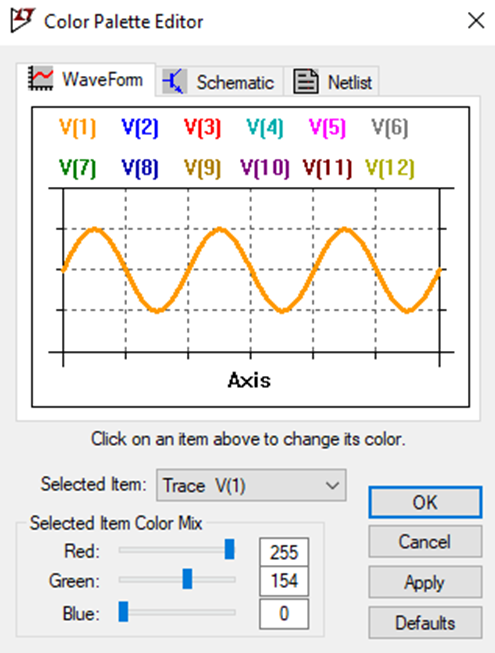 Color Palette Editor
WaveForm Schematic Netlist
V(1) V(2) V(3) V(4) V(5) V(6)
V(7) V(8) V(9) V(10) V(11) V(12)
Axis
Click on an item above to change its color.
Selected Item: Trace V(1)
Selected Item Color Mix
Red: 255
Green: 154
Blue: 0
OK
Cancel
Apply
Defaults